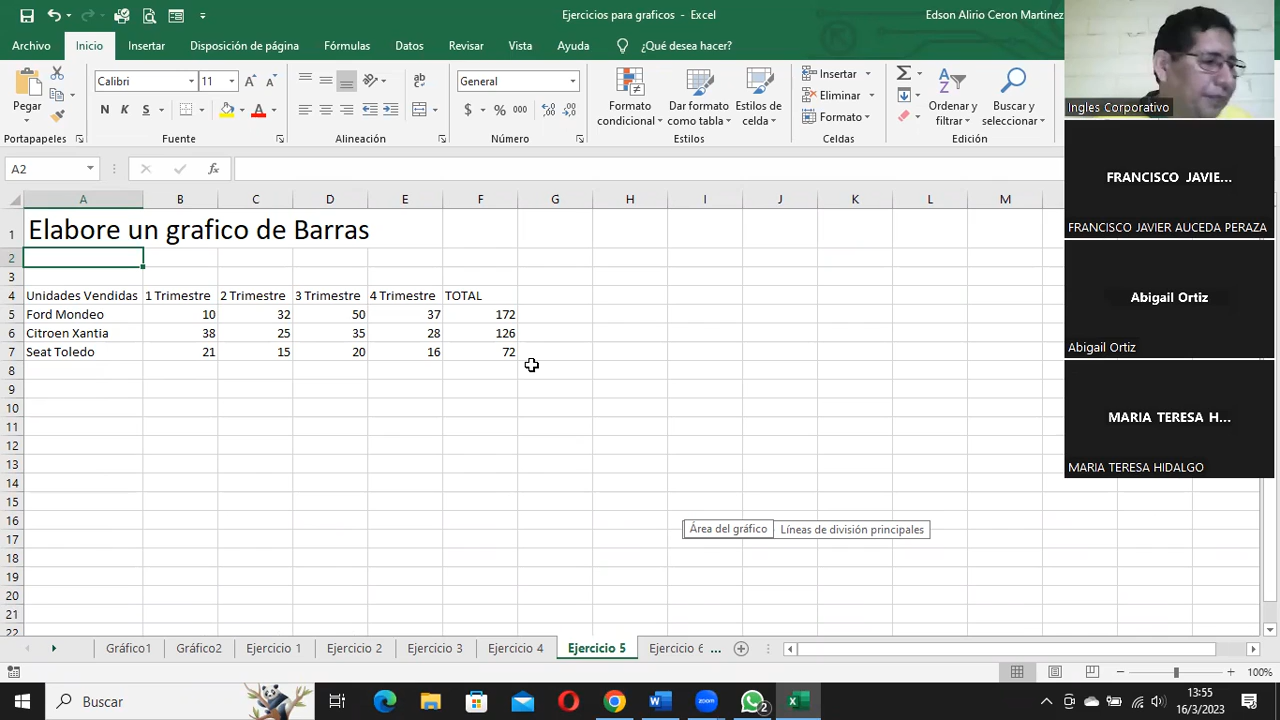 Ejercicios para graficos - Excel
Edson Alirio Ceron Martinez
Archivo Inicio Insertar Disposición de página Fórmulas Datos Revisar Vista Ayuda ¿Qué desea hacer?
Pegar
Portapapeles
Calibri 11
N K S
Fuente
ab
Alineación
General
$ % 000
Número
Formato condicional
Dar formato como tabla
Estilos de celda
Estilos
Insertar
Eliminar
Formato
Celdas
Ordenar y filtrar
Buscar y seleccionar
Edición
Ingles Corporativo
FRANCISCO JAVIE...
FRANCISCO JAVIER AUCEDA PERAZA
Abigail Ortiz
Abigail Ortiz
MARIA TERESA H...
MARIA TERESA HIDALGO
A2 fx
A B C D E F G H I J K L M
1 Elabore un grafico de Barras
2
3
4 Unidades Vendidas 1 Trimestre 2 Trimestre 3 Trimestre 4 Trimestre TOTAL
5 Ford Mondeo 10 32 50 37 172
6 Citroen Xantia 38 25 35 28 126
7 Seat Toledo 21 15 20 16 72
8
9
10
11
12
13
14
15
16
Área del gráfico Líneas de división principales
17
18
19
20
21
22
Gráfico1 Gráfico2 Ejercicio 1 Ejercicio 2 Ejercicio 3 Ejercicio 4 Ejercicio 5 Ejercicio 6 ...
100%
Buscar
zoom
2
13:55
16/3/2023